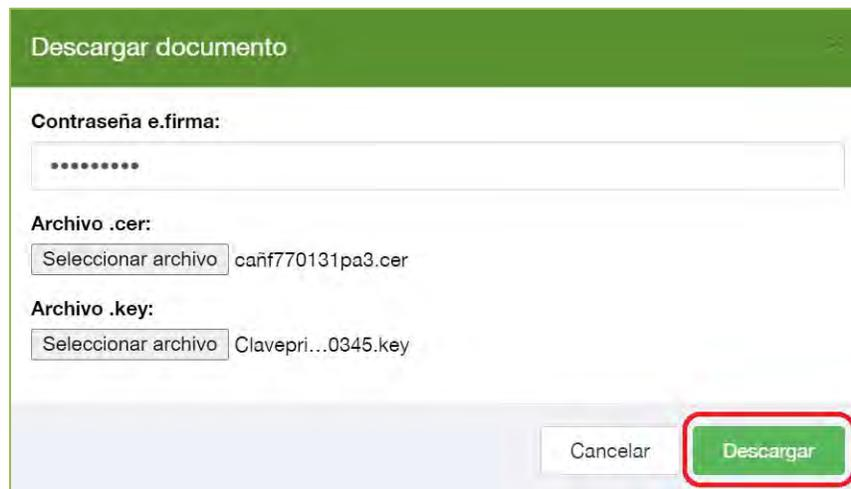 Descargar documento
Contraseña e.firma:
•••••••••
Archivo .cer:
Seleccionar archivo cañf770131pa3.cer
Archivo .key:
Seleccionar archivo Clavepri...0345.key
Cancelar Descargar